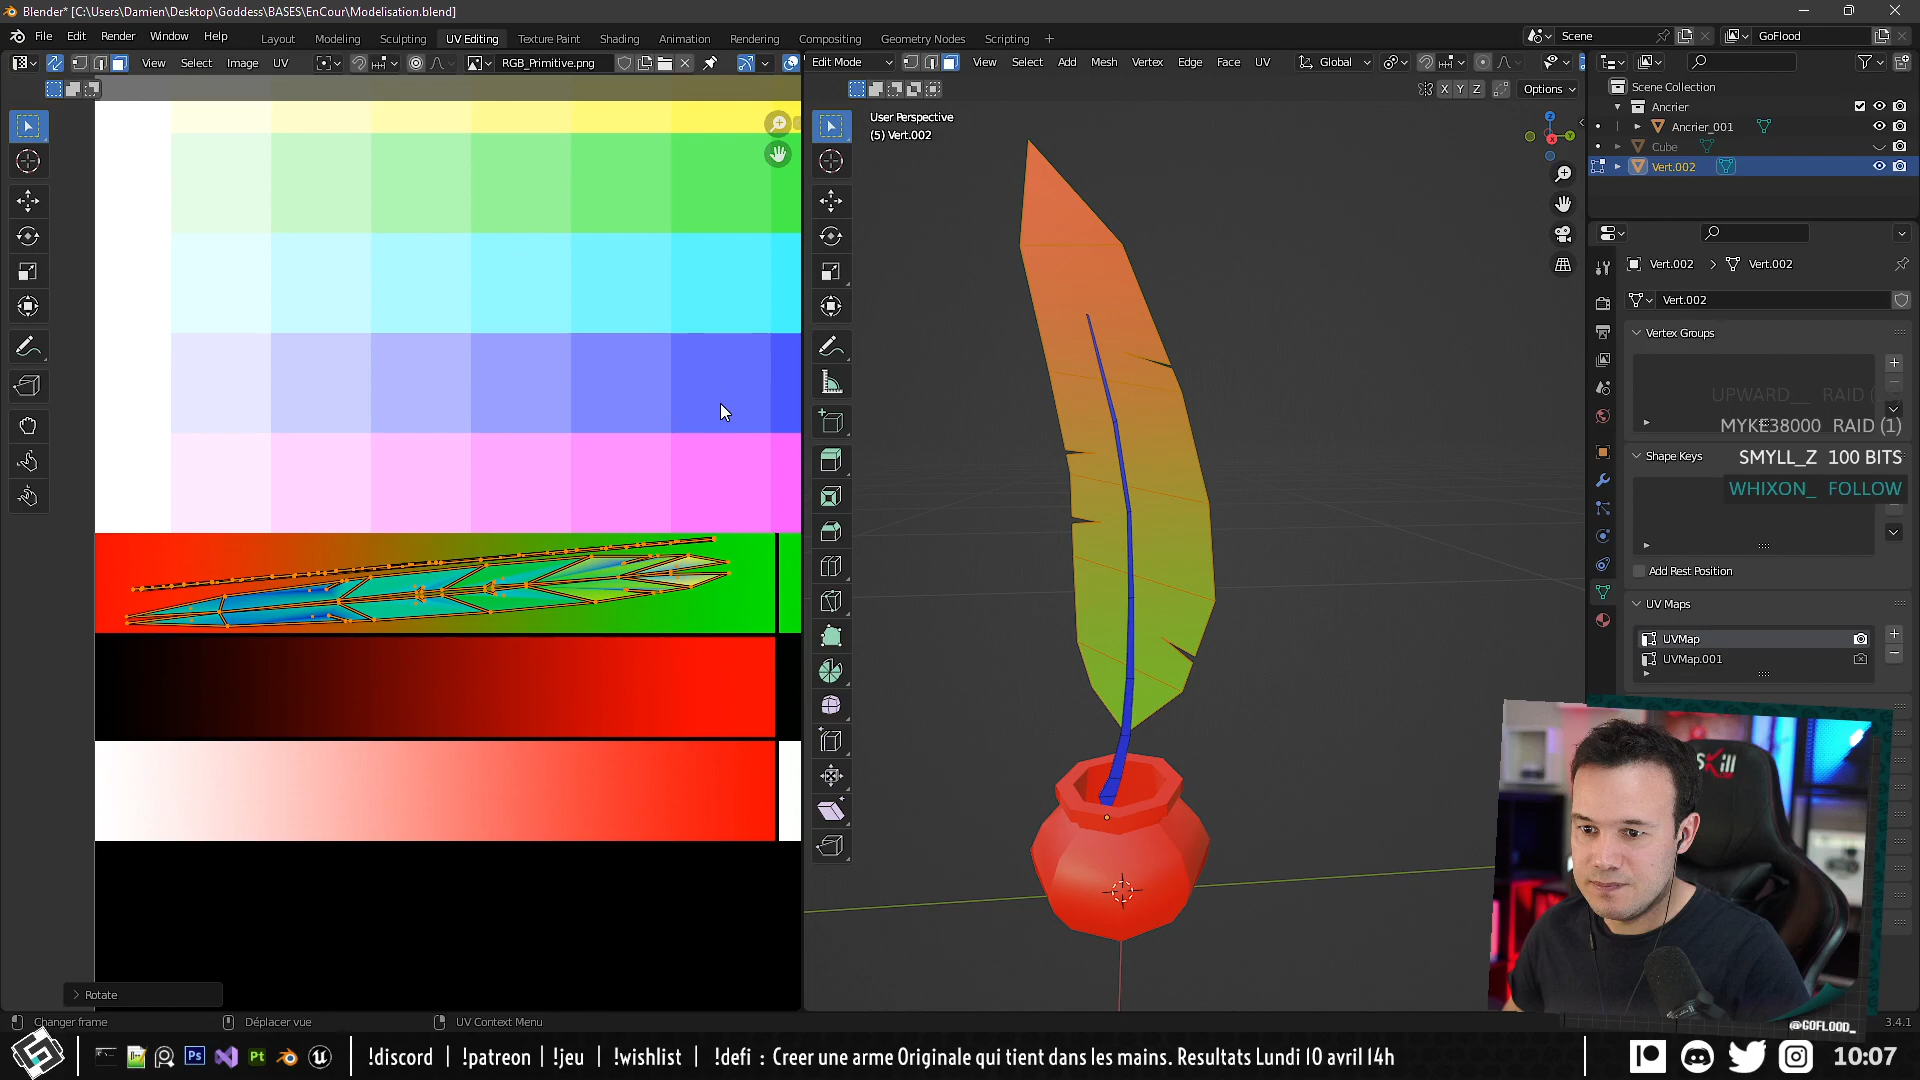 Blender* [C:\Users\Damien\Desktop\Goddess\BASES\EnCour\Modelisation.blend]
File Edit Render Window Help
Layout Modeling Sculpting UV Editing Texture Paint Shading Animation Rendering Compositing Geometry Nodes Scripting +
Scene
GoFlood
View Select Image UV
RGB_Primitive.png
Edit Mode View Select Add Mesh Vertex Edge Face UV
Global
X Y Z
Options
User Perspective
(5) Vert.002
Scene Collection
Ancrier
Ancrier_001
Cube
Vert.002
Vert.002 > Vert.002
Vert.002
Vertex Groups
UPWARD__ RAID
MYKE38000 RAID (1)
Shape Keys
SMYLL_Z 100 BITS
WHIXON_ FOLLOW
Add Rest Position
UV Maps
UVMap
UVMap.001
Rotate
Changer frame
Déplacer vue
UV Context Menu
3.4.1
@GOFLOOD_
!discord | !patreon | !jeu | !wishlist | !defi : Creer une arme Originale qui tient dans les mains. Resultats Lundi 10 avril 14h
10:07